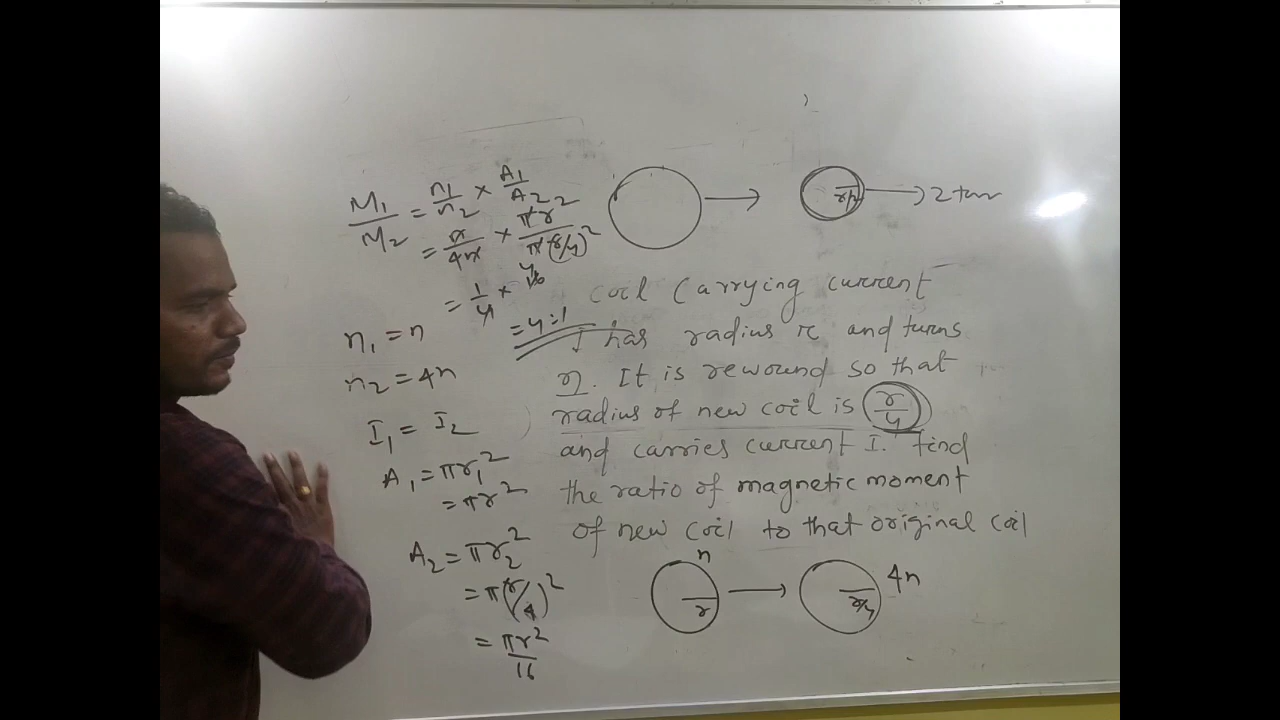 M₁/M₂ = n₁/n₂ × A₁/A₂
= n/4n × πr²/π(r/4)²
= 1/4 ×
= 4:1
n₁ = n
n₂ = 4n
I₁ = I₂
A₁ = πr₁²
= πr²
A₂ = πr₂²
= π(r/4)²
= πr²/16
→ 2 turn
coil carrying current
I has radius r and turns
n. It is rewound so that
radius of new coil is r/4
and carries current I. find
the ratio of magnetic moment
of new coil to that original coil
n
r → r/4
4n